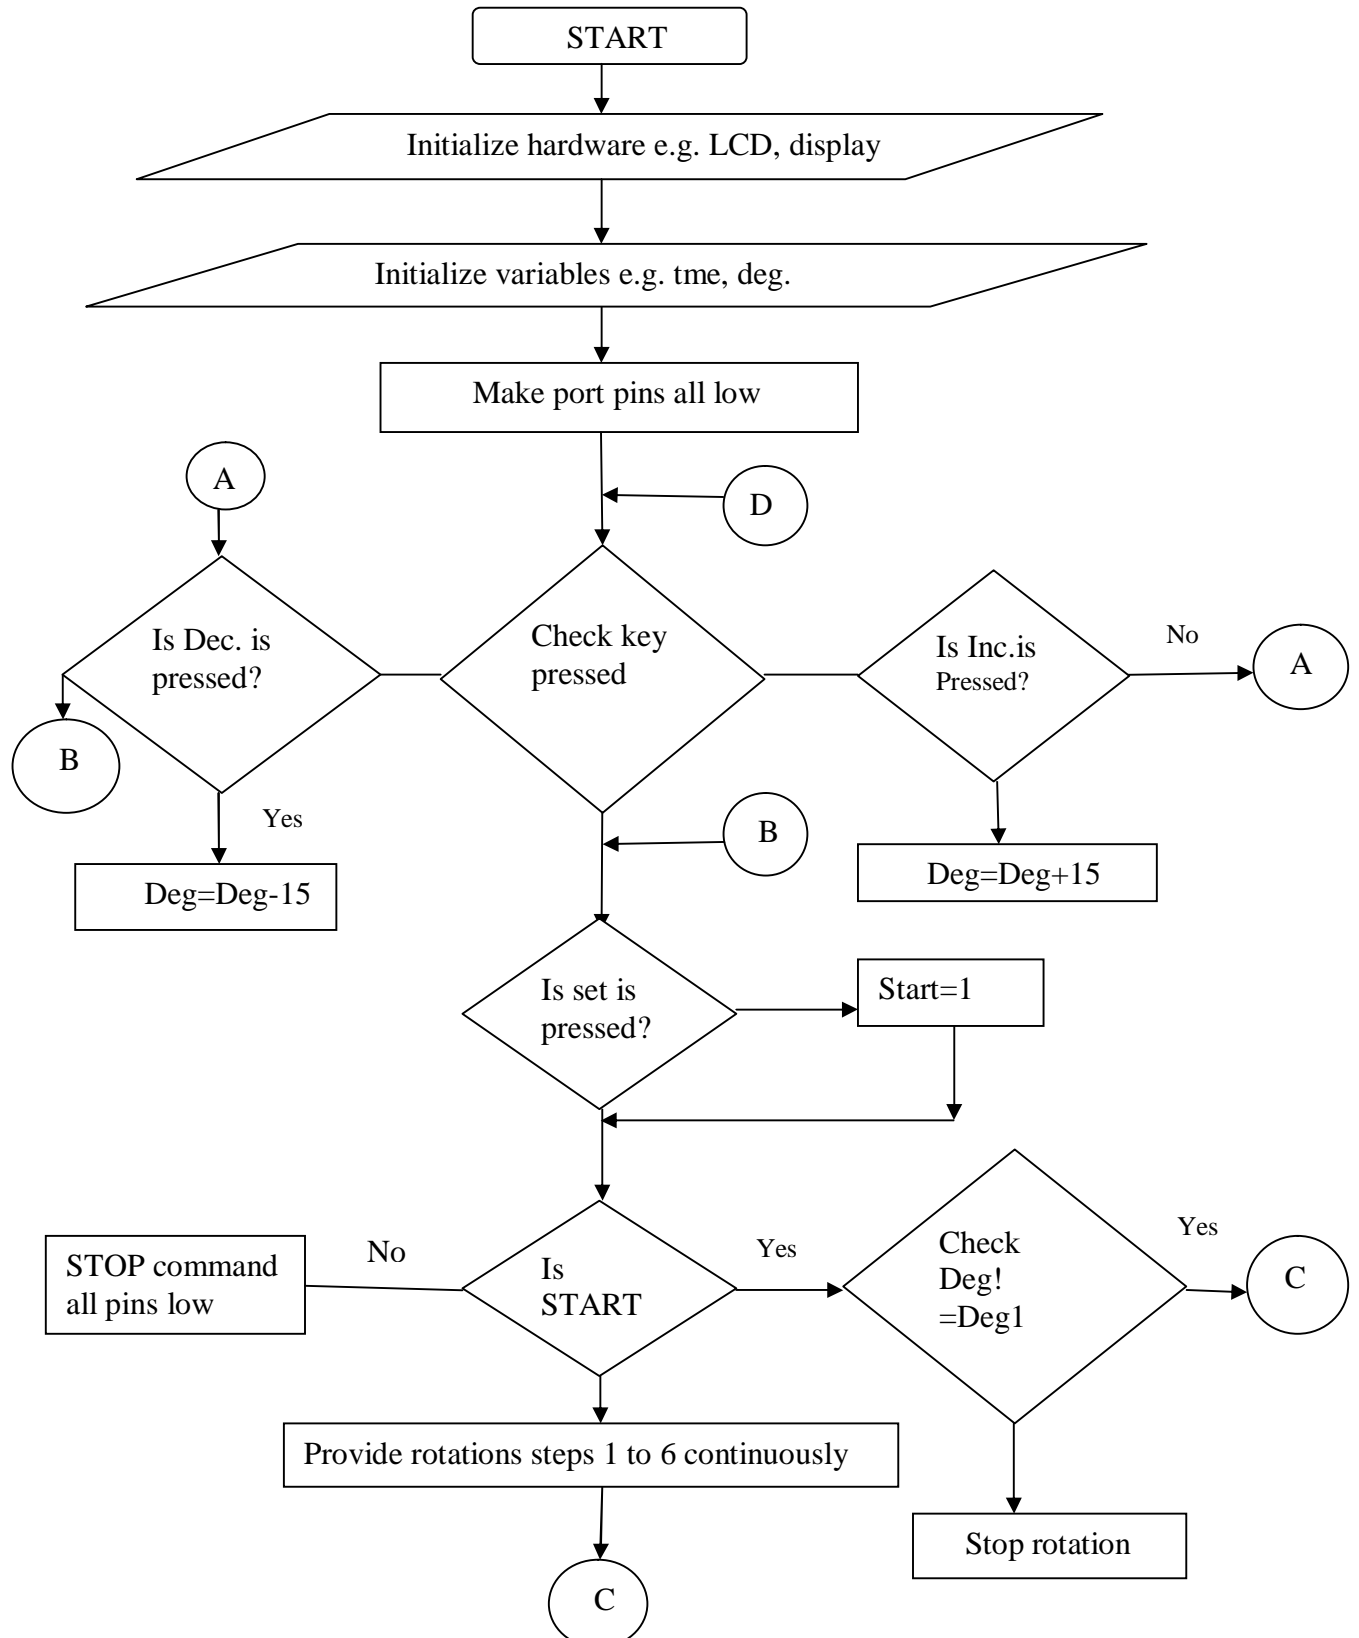 START
Initialize hardware e.g. LCD, display
Initialize variables e.g. tme, deg.
Make port pins all low
A
D
Is Dec. is
pressed?
Check key
pressed
Is Inc.is
Pressed?
No
A
B
Yes
Deg=Deg-15
B
Deg=Deg+15
Is set is
pressed?
Start=1
STOP command
all pins low
No
Is
START
Yes
Check
Deg!
=Deg1
Yes
C
Provide rotations steps 1 to 6 continuously
Stop rotation
C